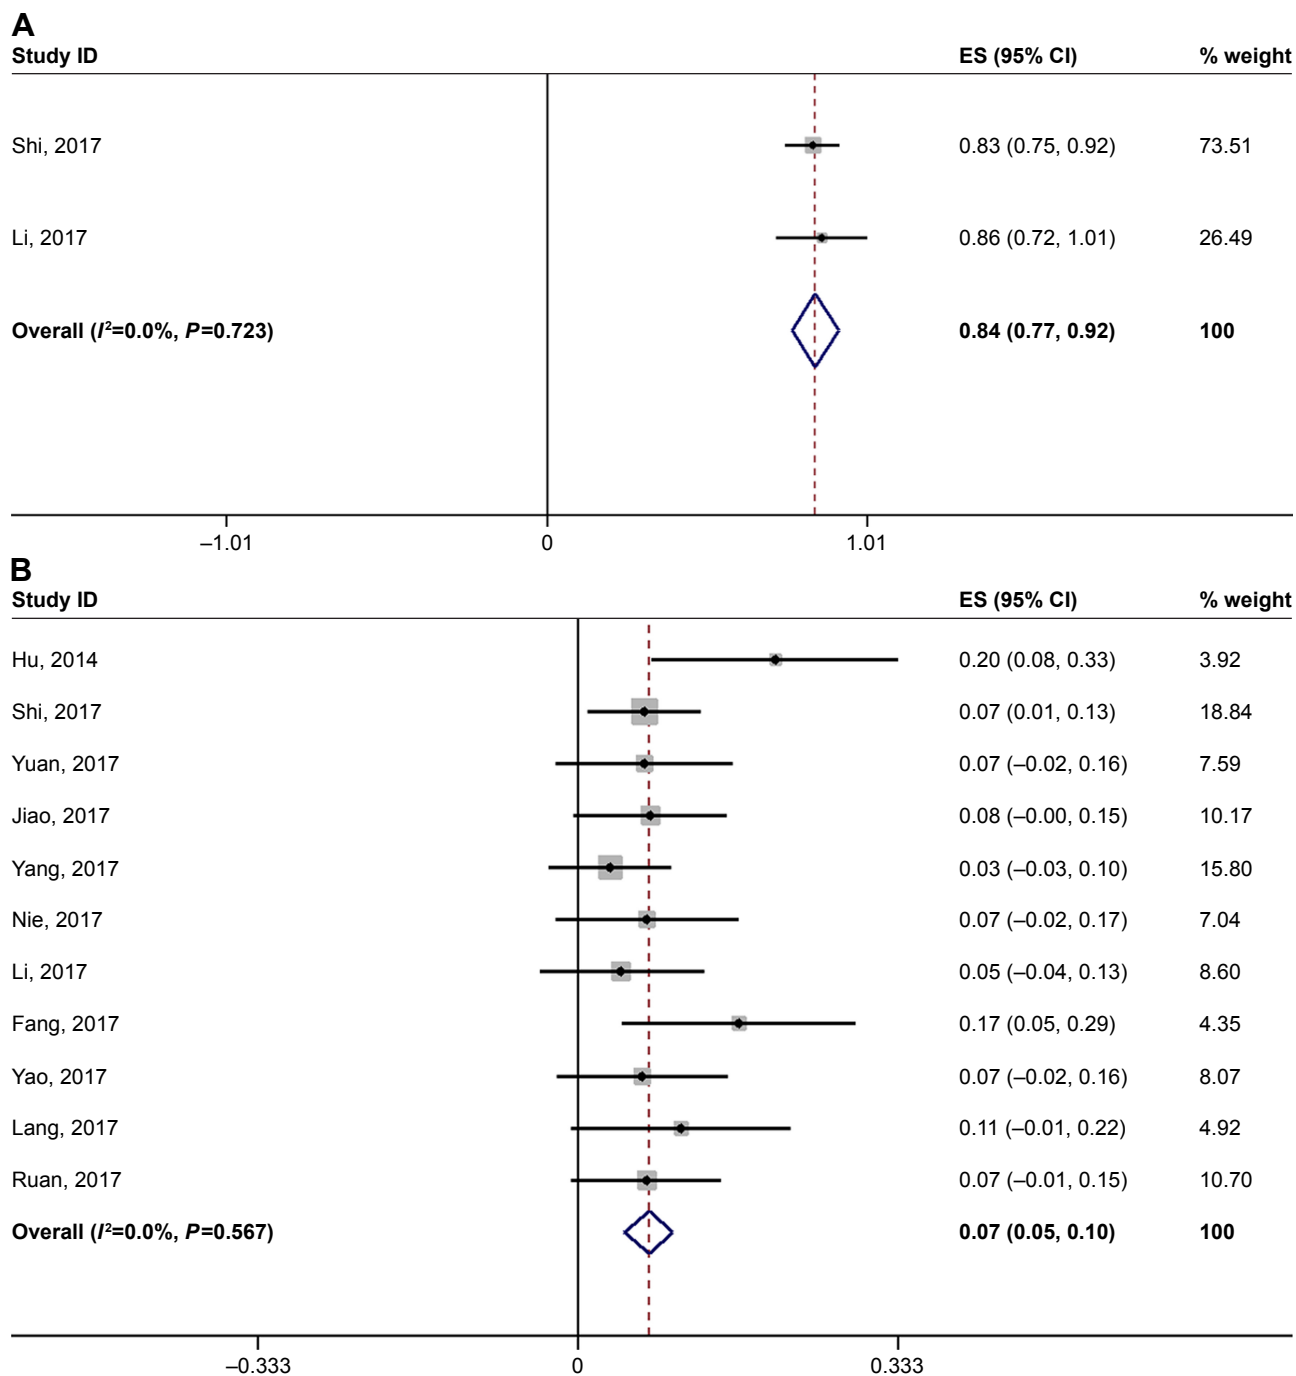 A
Study ID ES (95% CI) % weight
Shi, 2017 0.83 (0.75, 0.92) 73.51
Li, 2017 0.86 (0.72, 1.01) 26.49
Overall (I²=0.0%, P=0.723) 0.84 (0.77, 0.92) 100
–1.01 0 1.01
B
Study ID ES (95% CI) % weight
Hu, 2014 0.20 (0.08, 0.33) 3.92
Shi, 2017 0.07 (0.01, 0.13) 18.84
Yuan, 2017 0.07 (–0.02, 0.16) 7.59
Jiao, 2017 0.08 (–0.00, 0.15) 10.17
Yang, 2017 0.03 (–0.03, 0.10) 15.80
Nie, 2017 0.07 (–0.02, 0.17) 7.04
Li, 2017 0.05 (–0.04, 0.13) 8.60
Fang, 2017 0.17 (0.05, 0.29) 4.35
Yao, 2017 0.07 (–0.02, 0.16) 8.07
Lang, 2017 0.11 (–0.01, 0.22) 4.92
Ruan, 2017 0.07 (–0.01, 0.15) 10.70
Overall (I²=0.0%, P=0.567) 0.07 (0.05, 0.10) 100
–0.333 0 0.333